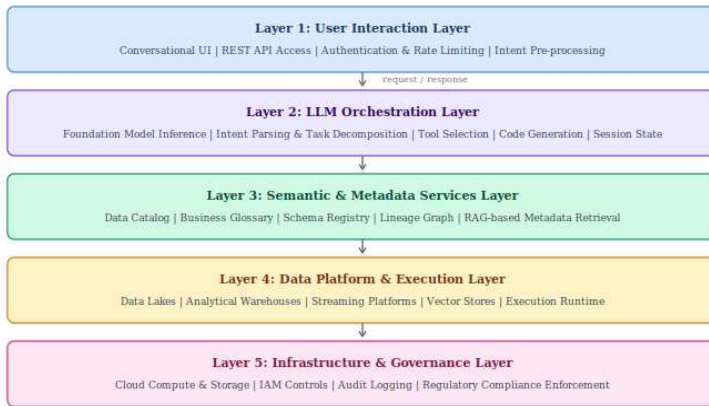 Layer 1: User Interaction Layer
Conversational UI | REST API Access | Authentication & Rate Limiting | Intent Pre-processing
request / response
Layer 2: LLM Orchestration Layer
Foundation Model Inference | Intent Parsing & Task Decomposition | Tool Selection | Code Generation | Session State
Layer 3: Semantic & Metadata Services Layer
Data Catalog | Business Glossary | Schema Registry | Lineage Graph | RAG-based Metadata Retrieval
Layer 4: Data Platform & Execution Layer
Data Lakes | Analytical Warehouses | Streaming Platforms | Vector Stores | Execution Runtime
Layer 5: Infrastructure & Governance Layer
Cloud Compute & Storage | IAM Controls | Audit Logging | Regulatory Compliance Enforcement